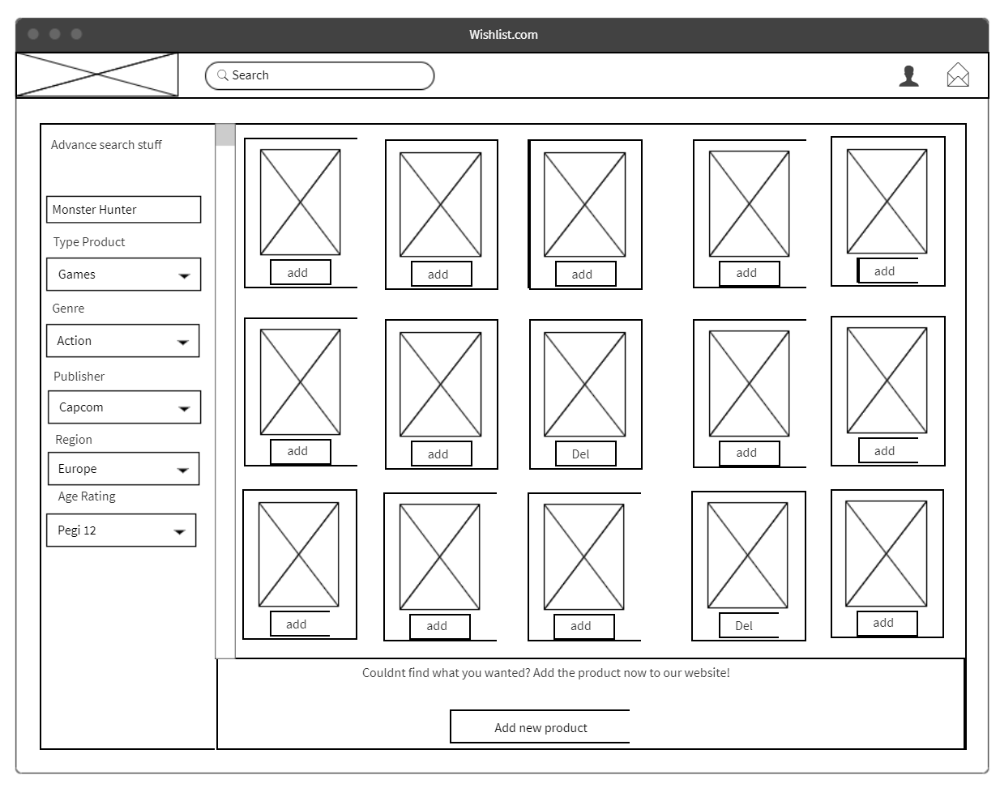 Wishlist.com
Search
Advance search stuff
Monster Hunter
Type Product
Games
Genre
Action
Publisher
Capcom
Region
Europe
Age Rating
Pegi 12
add
add
add
add
add
add
add
Del
add
add
add
add
add
Del
add
Couldnt find what you wanted? Add the product now to our website!
Add new product